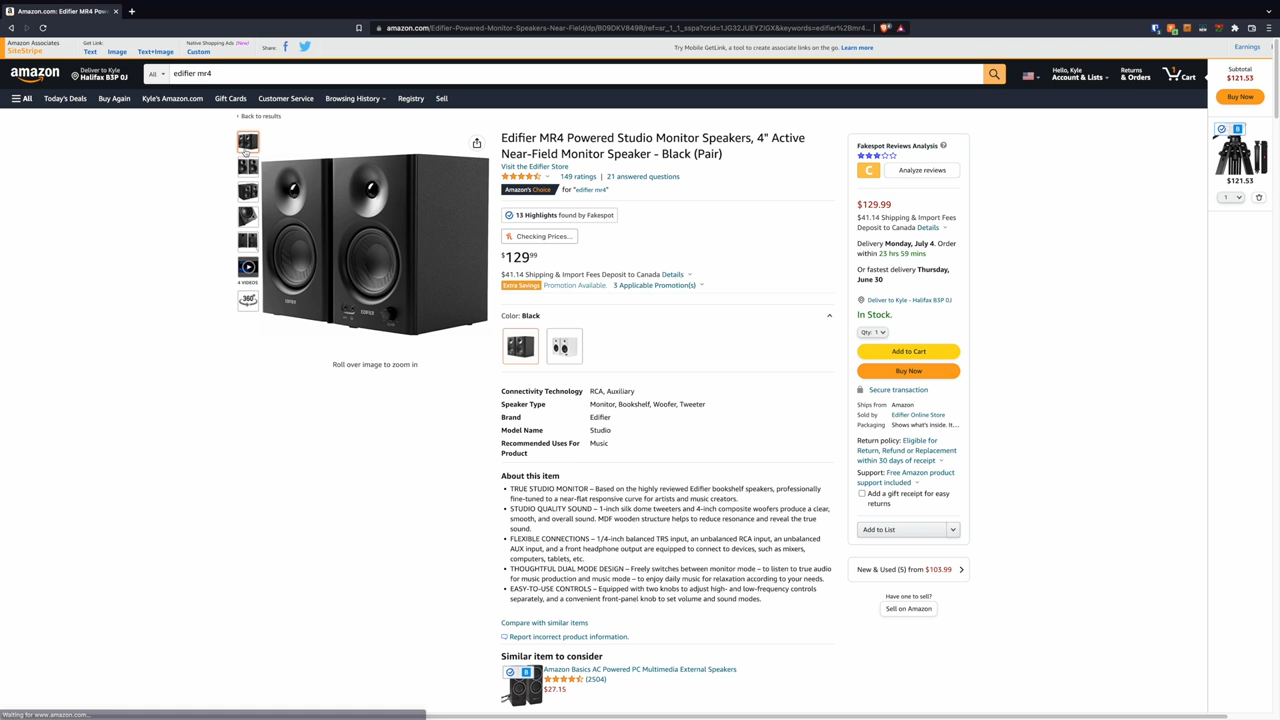 Amazon.com: Edifier MR4 Pow
amazon.com/Edifier-Powered-Monitor-Speakers-Near-Field/dp/B09DKV849B/ref=sr_1_1_sspa?crid=1JG32JUEYZIGX&keywords=edifier%2Bmr4...
Amazon Associates
SiteStripe
Get Link:
Text
Image
Text+Image
Native Shopping Ads (New)
Custom
Share:
Try Mobile GetLink, a tool to create associate links on the go. Learn more
Earnings
amazon
Deliver to Kyle
Halifax B3P 0J
All
edifier mr4
Hello, Kyle
Account & Lists
Returns
& Orders
1
Cart
All
Today's Deals
Buy Again
Kyle's Amazon.com
Gift Cards
Customer Service
Browsing History
Registry
Sell
Subtotal
$121.53
Buy Now
$121.53
1
‹ Back to results
4 VIDEOS
360°
EDIFIER
EDIFIER
Roll over image to zoom in
Edifier MR4 Powered Studio Monitor Speakers, 4" Active
Near-Field Monitor Speaker - Black (Pair)
Visit the Edifier Store
149 ratings | 21 answered questions
Amazon's Choice for "edifier mr4"
13 Highlights found by Fakespot
Checking Prices...
$129.99
$41.14 Shipping & Import Fees Deposit to Canada Details
Extra Savings Promotion Available. 3 Applicable Promotion(s)
Color: Black
Connectivity Technology RCA, Auxiliary
Speaker Type Monitor, Bookshelf, Woofer, Tweeter
Brand Edifier
Model Name Studio
Recommended Uses For Music
Product
About this item
• TRUE STUDIO MONITOR – Based on the highly reviewed Edifier bookshelf speakers, professionally
fine-tuned to a near-flat responsive curve for artists and music creators.
• STUDIO QUALITY SOUND – 1-inch silk dome tweeters and 4-inch composite woofers produce a clear,
smooth, and overall sound. MDF wooden structure helps to reduce resonance and reveal the true
sound.
• FLEXIBLE CONNECTIONS – 1/4-inch balanced TRS input, an unbalanced RCA input, an unbalanced
AUX input, and a front headphone output are equipped to connect to devices, such as mixers,
computers, tablets, etc.
• THOUGHTFUL DUAL MODE DESIGN – Freely switches between monitor mode – to listen to true audio
for music production and music mode – to enjoy daily music for relaxation according to your needs.
• EASY-TO-USE CONTROLS – Equipped with two knobs to adjust high- and low-frequency controls
separately, and a convenient front-panel knob to set volume and sound modes.
Compare with similar items
Report incorrect product information.
Similar item to consider
Amazon Basics AC Powered PC Multimedia External Speakers
(2504)
$27.15
Fakespot Reviews Analysis
C
Analyze reviews
$129.99
$41.14 Shipping & Import Fees
Deposit to Canada Details
Delivery Monday, July 4. Order
within 23 hrs 59 mins
Or fastest delivery Thursday,
June 30
Deliver to Kyle - Halifax B3P 0J
In Stock.
Qty: 1
Add to Cart
Buy Now
Secure transaction
Ships from Amazon
Sold by Edifier Online Store
Packaging Shows what's inside. It...
Return policy: Eligible for
Return, Refund or Replacement
within 30 days of receipt
Support: Free Amazon product
support included
Add a gift receipt for easy
returns
Add to List
New & Used (5) from $103.99
Have one to sell?
Sell on Amazon
Waiting for www.amazon.com...